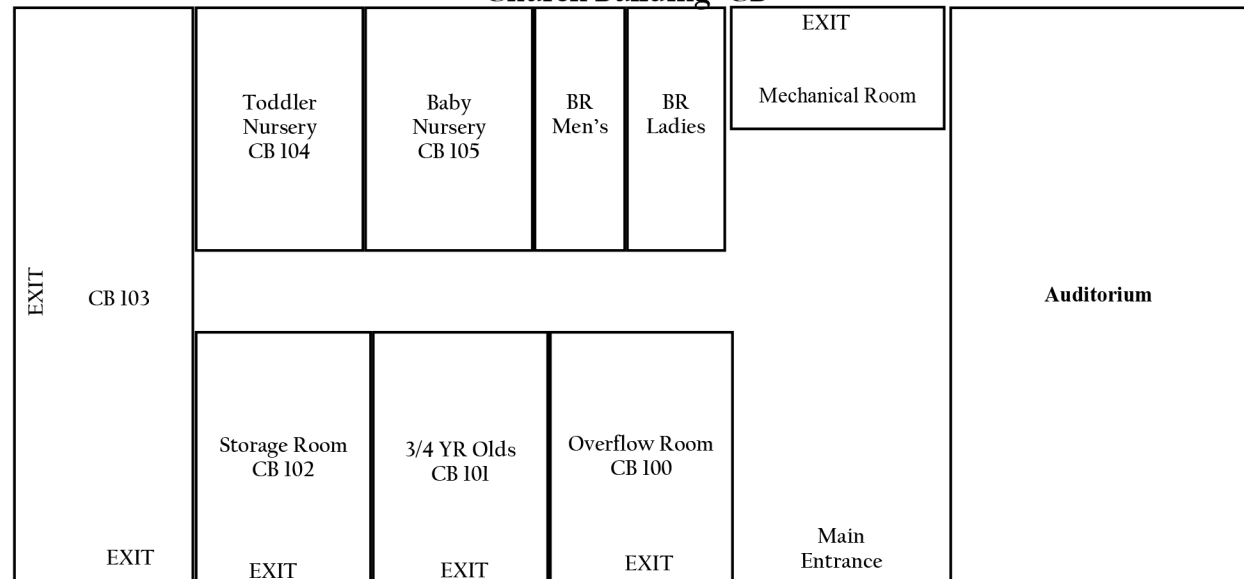 EXIT
Toddler
Nursery
CB 104
Baby
Nursery
CB 105
BR
Men's
BR
Ladies
Mechanical Room
EXIT
CB 103
Auditorium
Storage Room
CB 102
3/4 YR Olds
CB 101
Overflow Room
CB 100
Main
Entrance
EXIT
EXIT
EXIT
EXIT